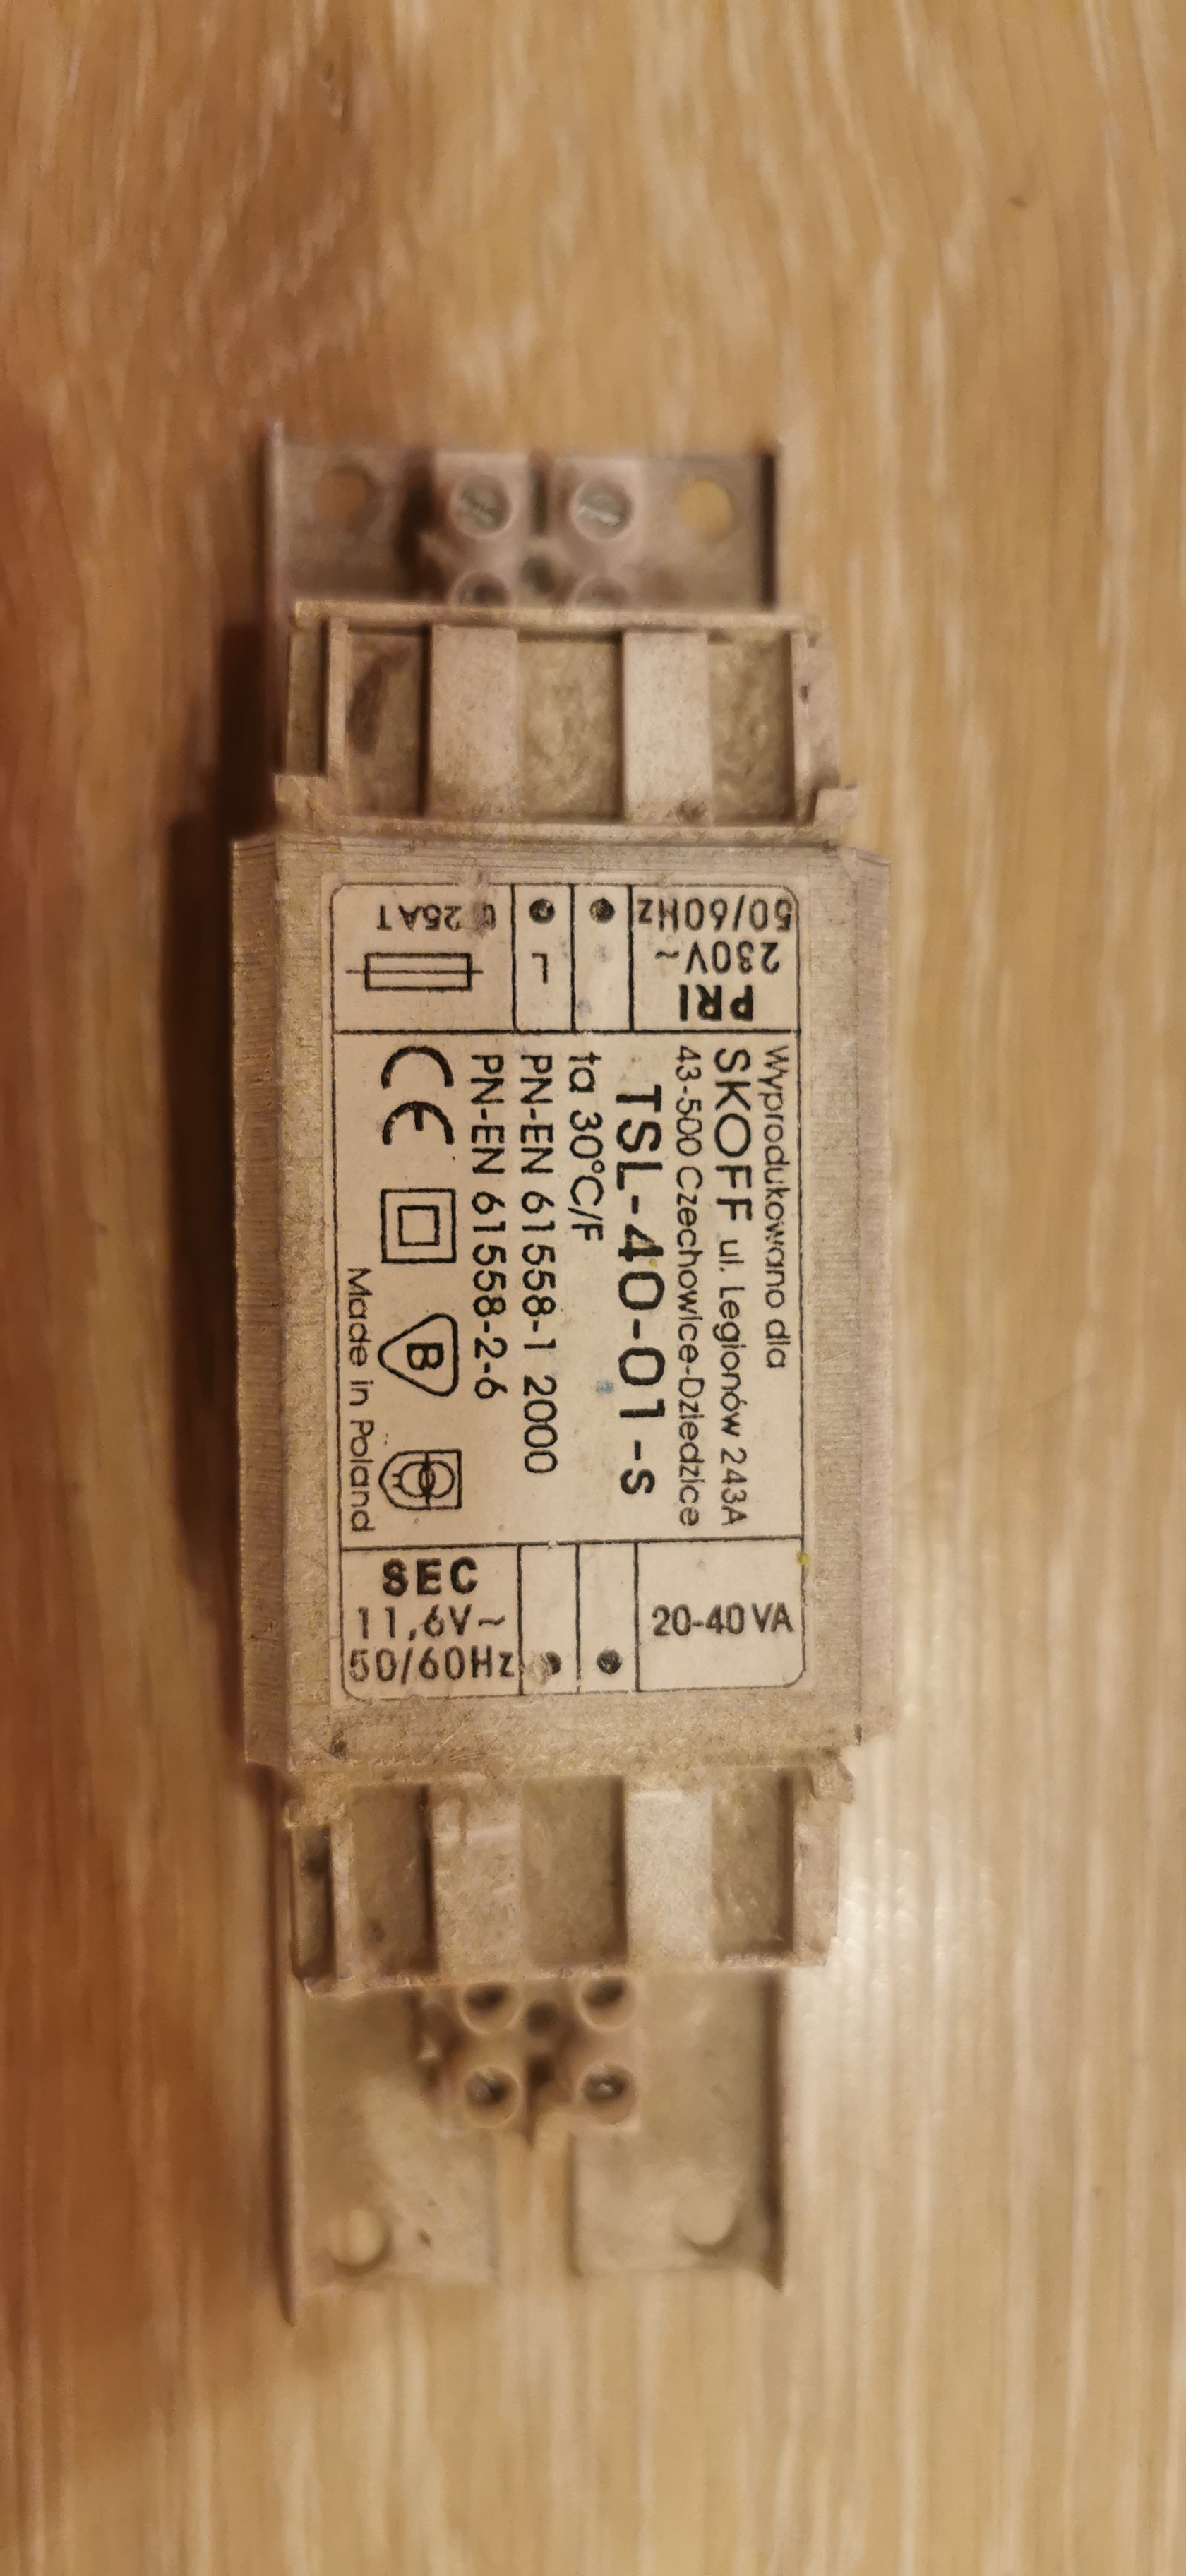 PRI
230V~
50/60Hz
L
Wyprodukowano dla
SKOFF ul. Legionów 243A
43-500 Czechowice-Dziedzice
TSL-40-01-s
ta 30°C/F
PN-EN 61558-1 2000
PN-EN 61558-2-6
CE
B
Made in Poland
20-40 VA
SEC
11,6V~
50/60Hz